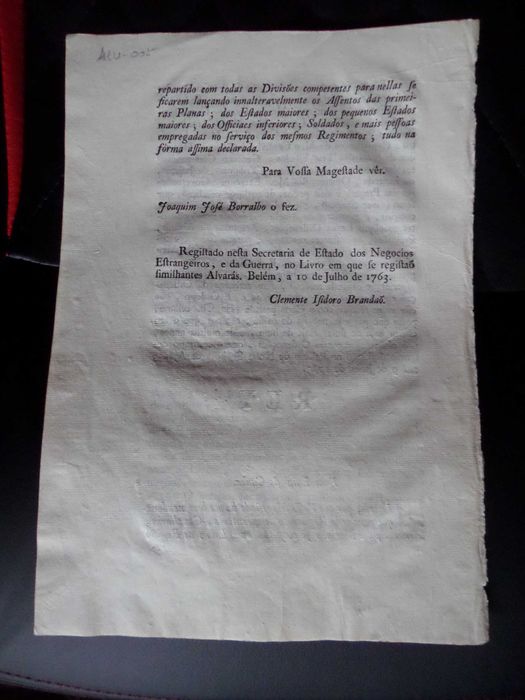 ALU-005
repartido com todas as Divisões competentes para nellas ſe
ficarem lançando innalteravelmente os Aſſentos das primei-
ras Planas ; dos Eſtados maiores ; dos pequenos Eſtados
maiores ; dos Officiaes inferiores ; Soldados , e mais peſſoas
empregadas no ſerviço dos meſmos Regimentos ; tudo na
fórma aſſima declarada.
Para Voſſa Mageſtade vêr.
Joaquim Joſé Borralho o fez.
Regiſtado neſta Secretaria de Eſtado dos Negocios
Eſtrangeiros , e da Guerra , no Livro em que ſe regiſtaõ
ſimilhantes Alvarás. Belém , a 10 de Julho de 1763.
Clemente Iſidoro Brandaõ.
REY